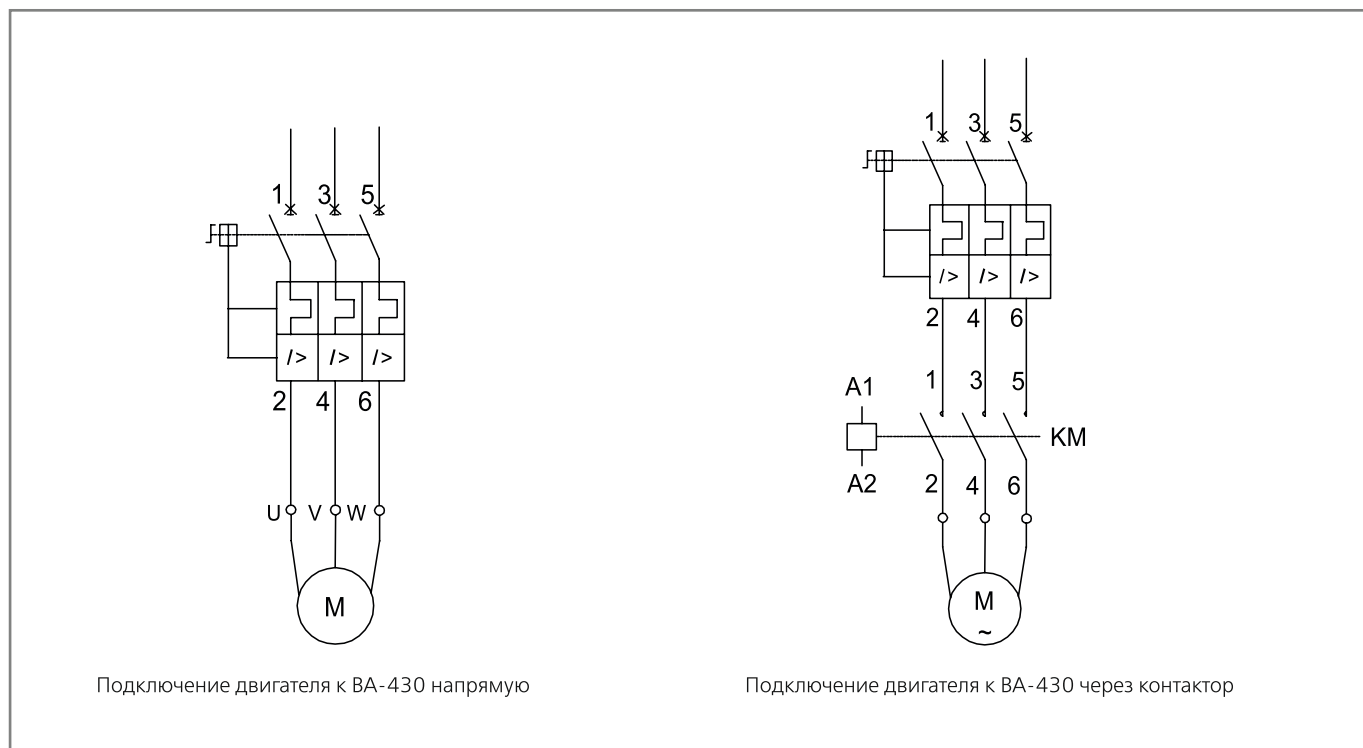 1 3 5
I> I> I>
2 4 6
U V W
M
Подключение двигателя к ВА-430 напрямую
1 3 5
I> I> I>
2 4 6
1 3 5
A1
KM
A2
2 4 6
M
~
Подключение двигателя к ВА-430 через контактор